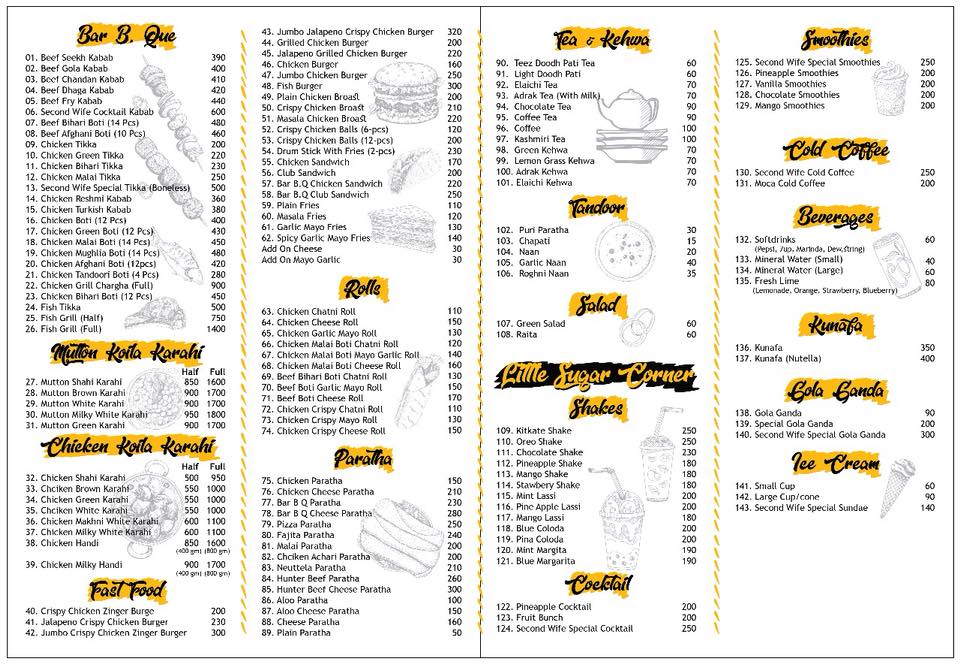 Bar B. Que
01. Beef Seekh Kabab 390
02. Beef Gola Kabab 400
03. Beef Chandan Kabab 410
04. Beef Dhaga Kabab 420
05. Beef Fry Kabab 440
06. Second Wife Cocktail Kabab 600
07. Beef Bihari Boti (14 Pcs) 480
08. Beef Afghani Boti (10 Pcs) 460
09. Chicken Tikka 200
10. Chicken Green Tikka 220
11. Chicken Bihari Tikka 230
12. Chicken Malai Tikka 250
13. Second Wife Special Tikka (Boneless) 500
14. Chicken Reshmi Kabab 360
15. Chicken Turkish Kabab 380
16. Chicken Boti (12 Pcs) 400
17. Chicken Green Boti (12 Pcs) 430
18. Chicken Malai Boti (14 Pcs) 450
19. Chicken Mughlia Boti (14 Pcs) 480
20. Chicken Afghani Boti (12pcs) 420
21. Chicken Tandoori Boti (4 Pcs) 280
22. Chicken Grill Chargha (Full) 900
23. Chicken Bihari Boti (12 Pcs) 450
24. Fish Tikka 500
25. Fish Grill (Half) 750
26. Fish Grill (Full) 1400
Mutton Koila Karahi
Half Full
27. Mutton Shahi Karahi 850 1600
28. Mutton Brown Karahi 900 1700
29. Mutton White Karahi 900 1700
30. Mutton Milky White Karahi 950 1800
31. Mutton Green Karahi 900 1700
Chicken Koila Karahi
Half Full
32. Chicken Shahi Karahi 500 950
33. Chciken Brown Karahi 550 1000
34. Chicken Green Karahi 550 1000
35. Chciken White Karahi 550 1000
36. Chicken Makhni White Karahi 600 1100
37. Chicken Milky White Karahi 600 1100
38. Chicken Handi 850 1600
(400 gm) (800 gm)
39. Chicken Milky Handi 900 1700
(400 gm) (800 gm)
Fast Food
40. Crispy Chicken Zinger Burge 200
41. Jalapeno Crispy Chicken Burger 230
42. Jumbo Crispy Chicken Zinger Burger 300
43. Jumbo Jalapeno Crispy Chicken Burger 320
44. Grilled Chicken Burger 200
45. Jalapeno Grilled Chicken Burger 220
46. Chicken Burger 160
47. Jumbo Chicken Burger 250
48. Fish Burger 300
49. Plain Chicken Broast 200
50. Crispy Chicken Broast 210
51. Masala Chicken Broast 220
52. Crispy Chicken Balls (6-pcs) 120
53. Crispy Chicken Balls (12-pcs) 200
54. Drum Stick With Fries (2-pcs) 230
55. Chicken Sandwich 170
56. Club Sandwich 200
57. Bar B.Q Chicken Sandwich 220
58. Bar B.Q Club Sandwich 250
59. Plain Fries 110
60. Masala Fries 120
61. Garlic Mayo Fries 130
62. Spicy Garlic Mayo Fries 140
Add On Cheese 30
Add On Mayo Garlic 30
Rolls
63. Chicken Chatni Roll 110
64. Chicken Cheese Roll 150
65. Chicken Garlic Mayo Roll 130
66. Chicken Malai Boti Chatni Roll 120
67. Chicken Malai Boti Mayo Garlic Roll 140
68. Chicken Malai Boti Cheese Roll 160
69. Beef Bihari Boti Chatni Roll 130
70. Beef Boti Garlic Mayo Roll 150
71. Beef Boti Cheese Roll 170
72. Chicken Crispy Chatni Roll 110
73. Chicken Crispy Mayo Roll 130
74. Chicken Crispy Cheese Roll 150
Paratha
75. Chicken Paratha 150
76. Chicken Cheese Paratha 210
77. Bar B Q Paratha 230
78. Bar B Q Cheese Paratha 280
79. Pizza Paratha 250
80. Fajita Paratha 240
81. Malai Paratha 200
82. Chciken Achari Paratha 200
83. Neuttela Paratha 210
84. Hunter Beef Paratha 260
85. Hunter Beef Cheese Paratha 300
86. Aloo Paratha 100
87. Aloo Cheese Paratha 150
88. Cheese Paratha 160
89. Plain Paratha 50
Tea & Kehwa
90. Teez Doodh Pati Tea 60
91. Light Doodh Pati 60
92. Elaichi Tea 70
93. Adrak Tea (With Milk) 70
94. Chocolate Tea 90
95. Coffee Tea 90
96. Coffee 100
97. Kashmiri Tea 100
98. Green Kehwa 70
99. Lemon Grass Kehwa 70
100. Adrak Kehwa 70
101. Elaichi Kehwa 70
Tandoor
102. Puri Paratha 30
103. Chapati 15
104. Naan 20
105. Garlic Naan 40
106. Roghni Naan 35
Salad
107. Green Salad 60
108. Raita 60
Little Sugar Corner
Shakes
109. Kitkate Shake 250
110. Oreo Shake 250
111. Chocolate Shake 230
112. Pineapple Shake 180
113. Mango Shake 180
114. Stawbery Shake 180
115. Mint Lassi 200
116. Pine Apple Lassi 200
117. Mango Lassi 180
118. Blue Coloda 200
119. Pina Coloda 200
120. Mint Margita 190
121. Blue Margarita 190
Cocktail
122. Pineapple Cocktail 200
123. Fruit Bunch 200
124. Second Wife Special Cocktail 250
Smoothies
125. Second Wife Special Smoothies 250
126. Pineapple Smoothies 200
127. Vanilla Smoothies 200
128. Chocolate Smoothies 200
129. Mango Smoothies 200
Cold Coffee
130. Second Wife Cold Coffee 250
131. Moca Cold Coffee 200
Beverages
132. Softdrinks 60
(Pepsi, 7up, Marinda, Dew,String)
133. Mineral Water (Small) 40
134. Mineral Water (Large) 60
135. Fresh Lime 80
(Lemonade, Orange, Strawberry, Blueberry)
Kunafa
136. Kunafa 350
137. Kunafa (Nutella) 400
Gola Ganda
138. Gola Ganda 90
139. Special Gola Ganda 200
140. Second Wife Special Gola Ganda 300
Ice Cream
141. Small Cup 60
142. Large Cup/cone 90
143. Second Wife Special Sundae 140